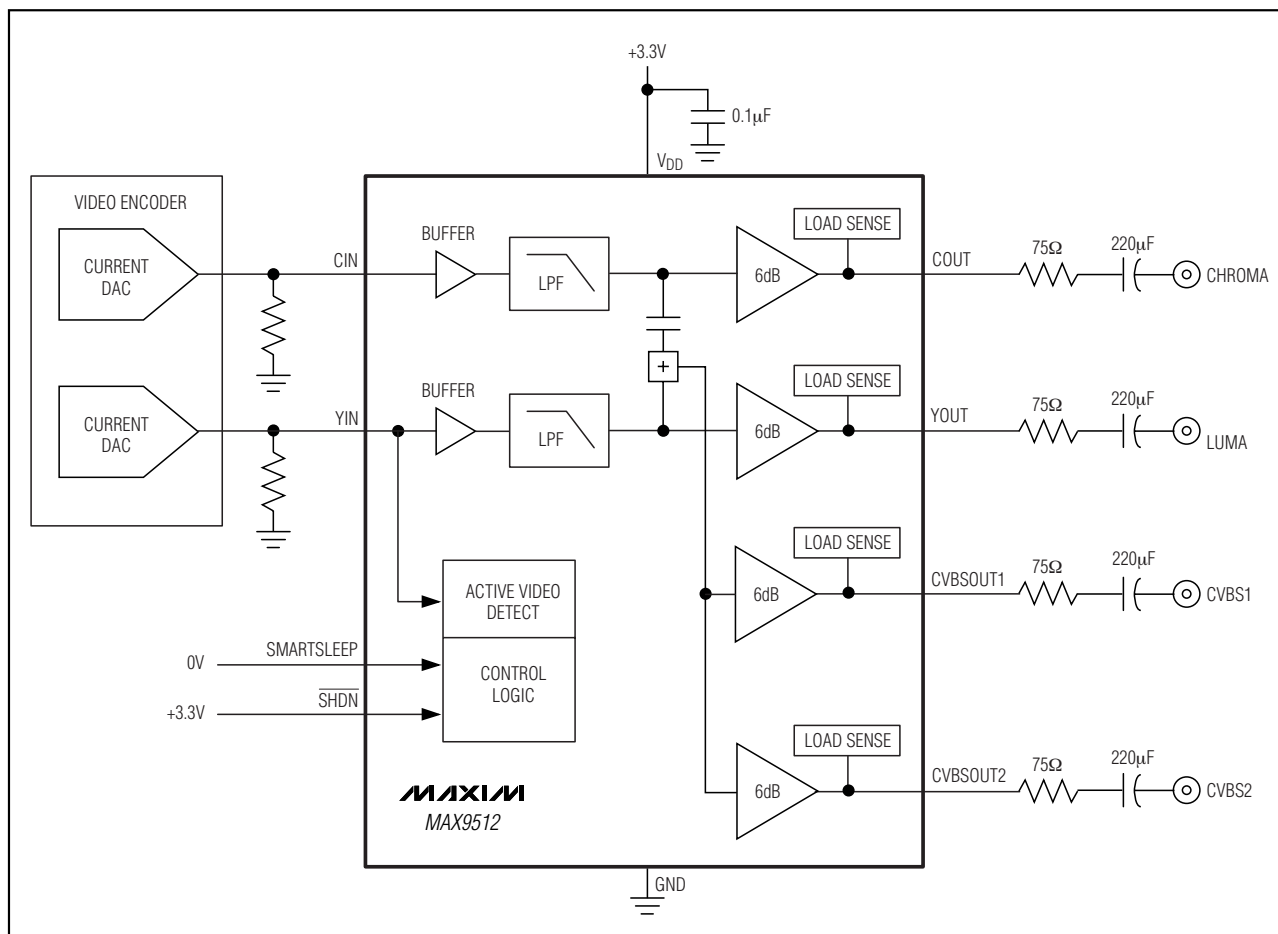 +3.3V
0.1µF
VDD
VIDEO ENCODER
CURRENT
DAC
CIN
BUFFER
LPF
6dB
LOAD SENSE
COUT
75Ω
220µF
CHROMA
CURRENT
DAC
YIN
BUFFER
LPF
+
6dB
LOAD SENSE
YOUT
75Ω
220µF
LUMA
ACTIVE VIDEO
DETECT
CONTROL
LOGIC
0V
SMARTSLEEP
+3.3V
SHDN
6dB
LOAD SENSE
CVBSOUT1
75Ω
220µF
CVBS1
6dB
LOAD SENSE
CVBSOUT2
75Ω
220µF
CVBS2
MAXIM
MAX9512
GND